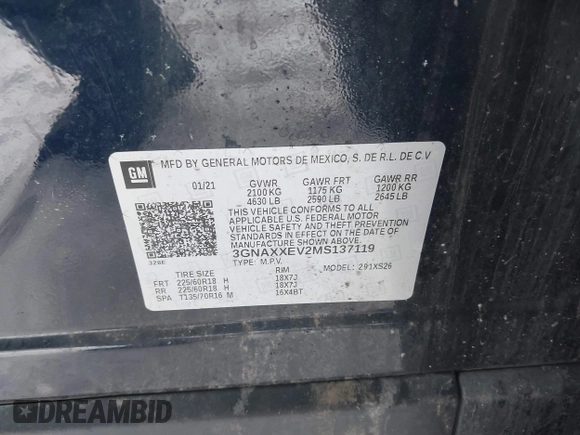 GM
MFD BY GENERAL MOTORS DE MEXICO, S. DE R.L. DE C.V
01/21 GVWR GAWR FRT GAWR RR
2100 KG 1175 KG 1200 KG
4630 LB 2590 LB 2645 LB
THIS VEHICLE CONFORMS TO ALL
APPLICABLE U.S. FEDERAL MOTOR
VEHICLE SAFETY AND THEFT PREVENTION
STANDARDS IN EFFECT ON THE DATE OF
MANUFACTURE SHOWN ABOVE.
3GNAXXEV2MS137119
TYPE: M.P.V. MODEL: 291XS26
TIRE SIZE RIM
FRT 225/60R18 H 18X7J
RR 225/60R18 H 18X7J
SPA T135/70R16 M 16X4BT
DREAMBID